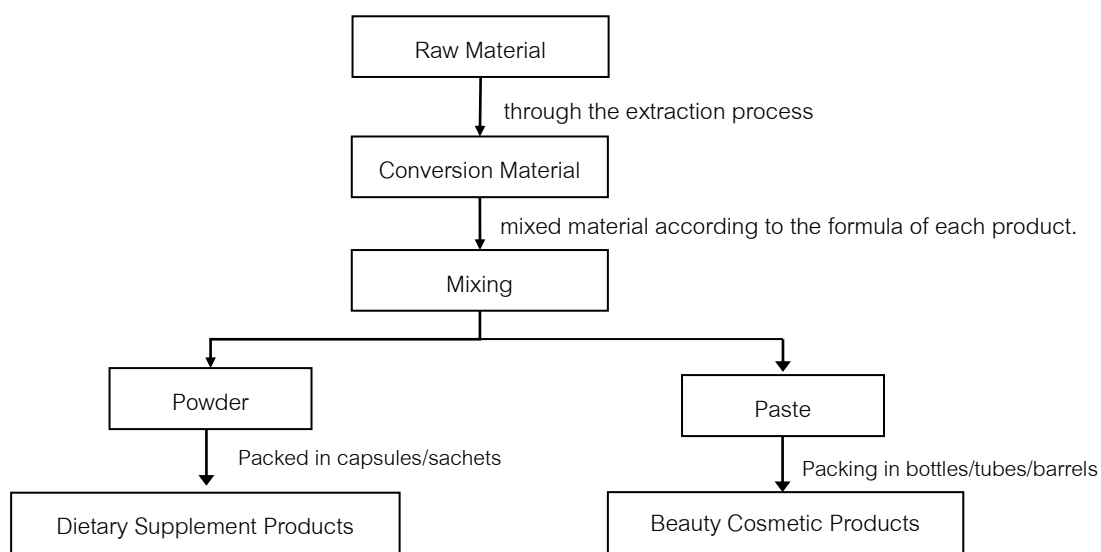 Raw Material
through the extraction process
Conversion Material
mixed material according to the formula of each product.
Mixing
Powder
Paste
Packed in capsules/sachets
Packing in bottles/tubes/barrels
Dietary Supplement Products
Beauty Cosmetic Products